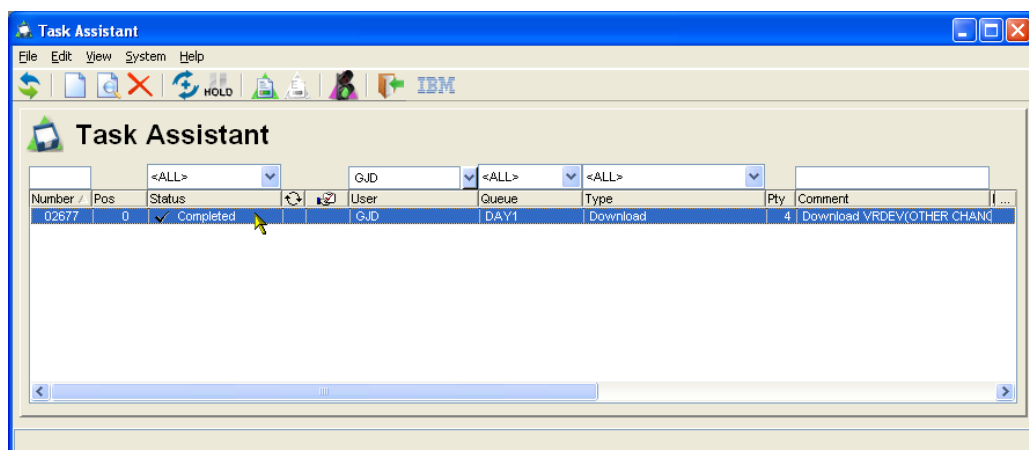 Task Assistant
File Edit View System Help
HOLD IBM
Task Assistant
<ALL> GJD <ALL> <ALL>
Number / Pos Status User Queue Type Pty Comment ...
02677 0 Completed GJD DAY1 Download 4 Download VRDEV(OTHER CHANG